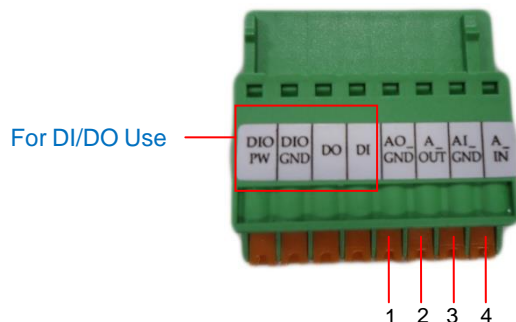 For DI/DO Use
DIO DIO DO DI AO_ A_ AI_ A_
PW GND GND OUT GND IN
1 2 3 4